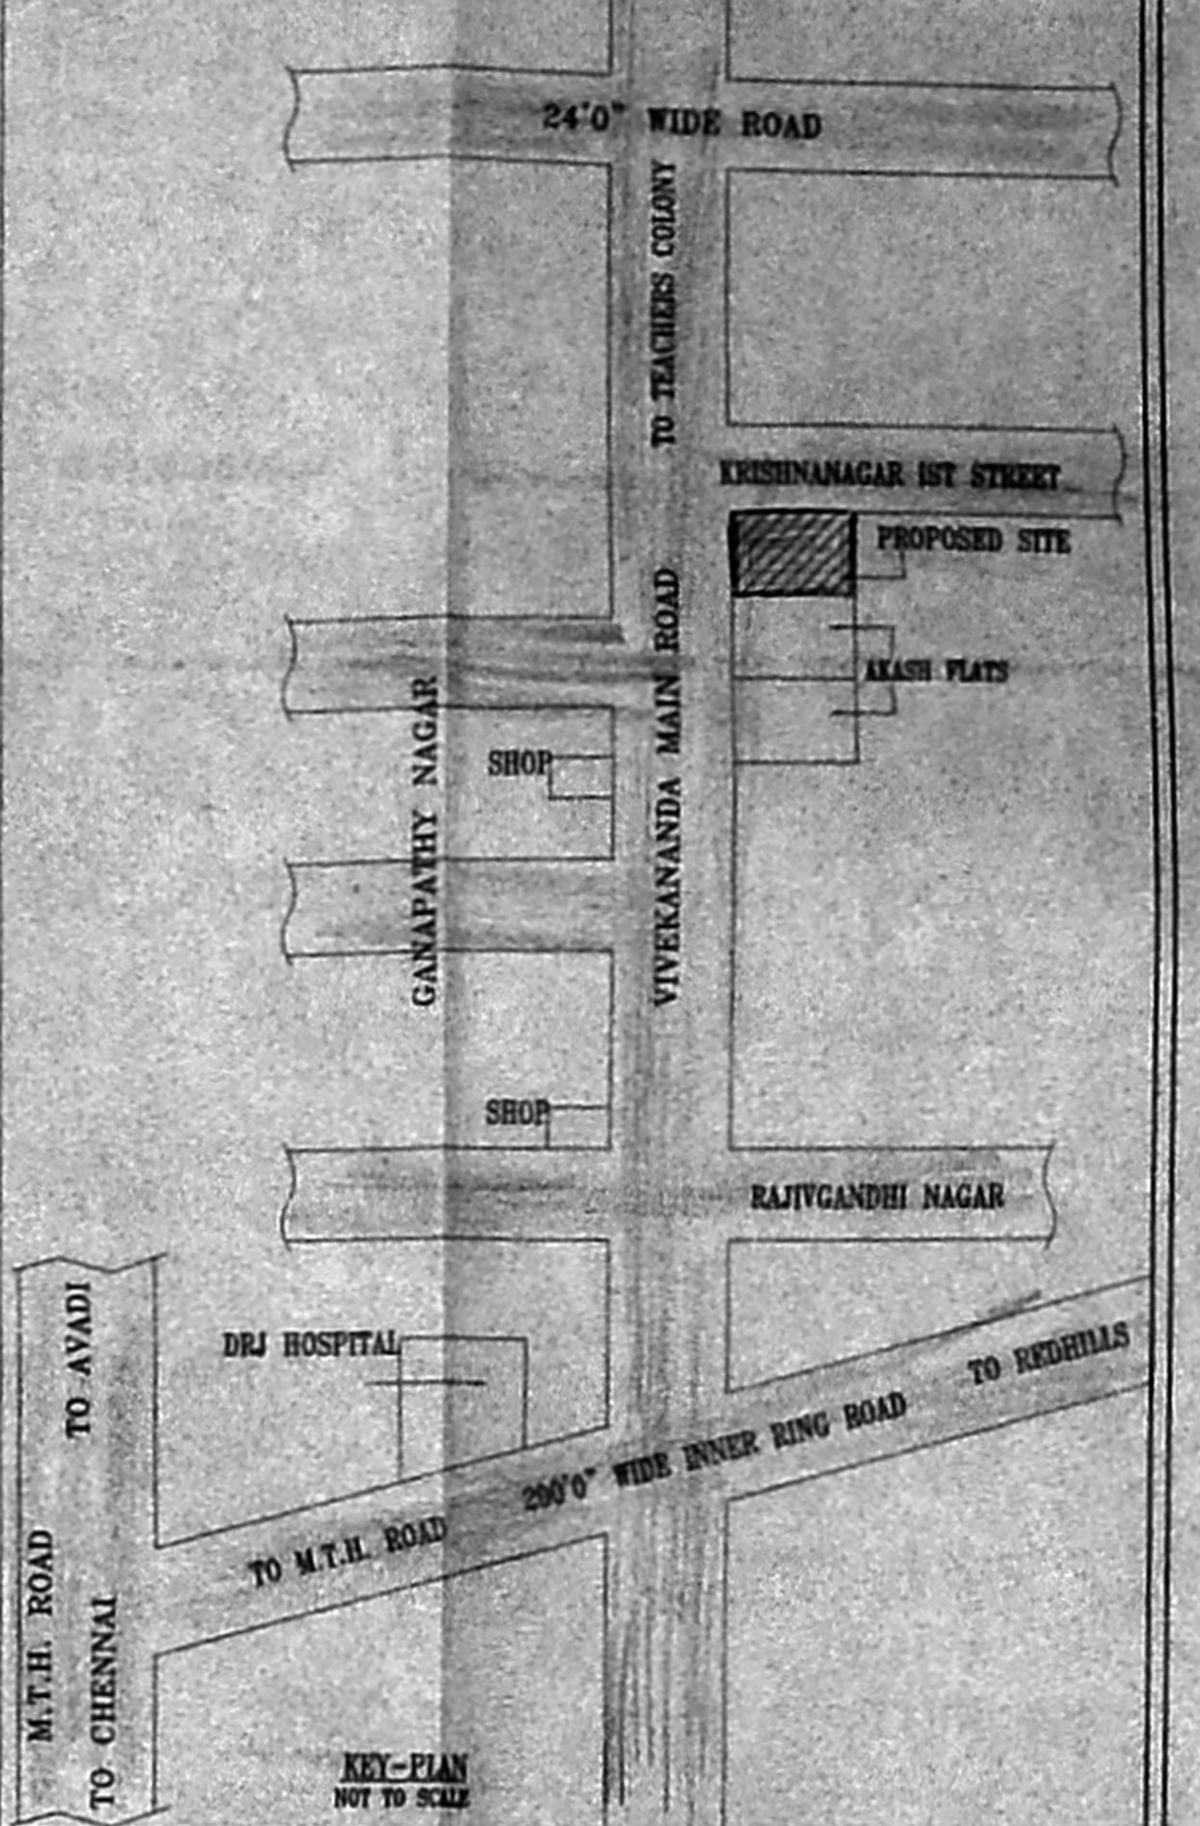 24'0" WIDE ROAD
TO TEACHERS COLONY
KRISHNANAGAR IST STREET
PROPOSED SITE
AKASH FLATS
VIVEKANANDA MAIN ROAD
GANAPATHY NAGAR
SHOP
SHOP
RAJIVGANDHI NAGAR
DRJ HOSPITAL
TO REDHILLS
200'0" WIDE INNER RING ROAD
TO M.T.H. ROAD
TO AVADI
M.T.H. ROAD
TO CHENNAI
KEY-PLAN
NOT TO SCALE